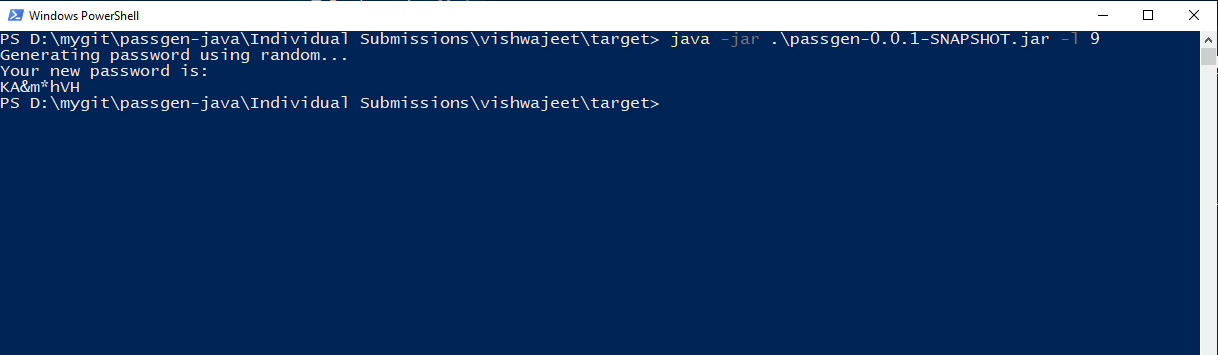 Windows PowerShell
PS D:\mygit\passgen-java\Individual Submissions\vishwajeet\target> java -jar .\passgen-0.0.1-SNAPSHOT.jar -l 9
Generating password using random...
Your new password is:
KA&m*hVH
PS D:\mygit\passgen-java\Individual Submissions\vishwajeet\target>